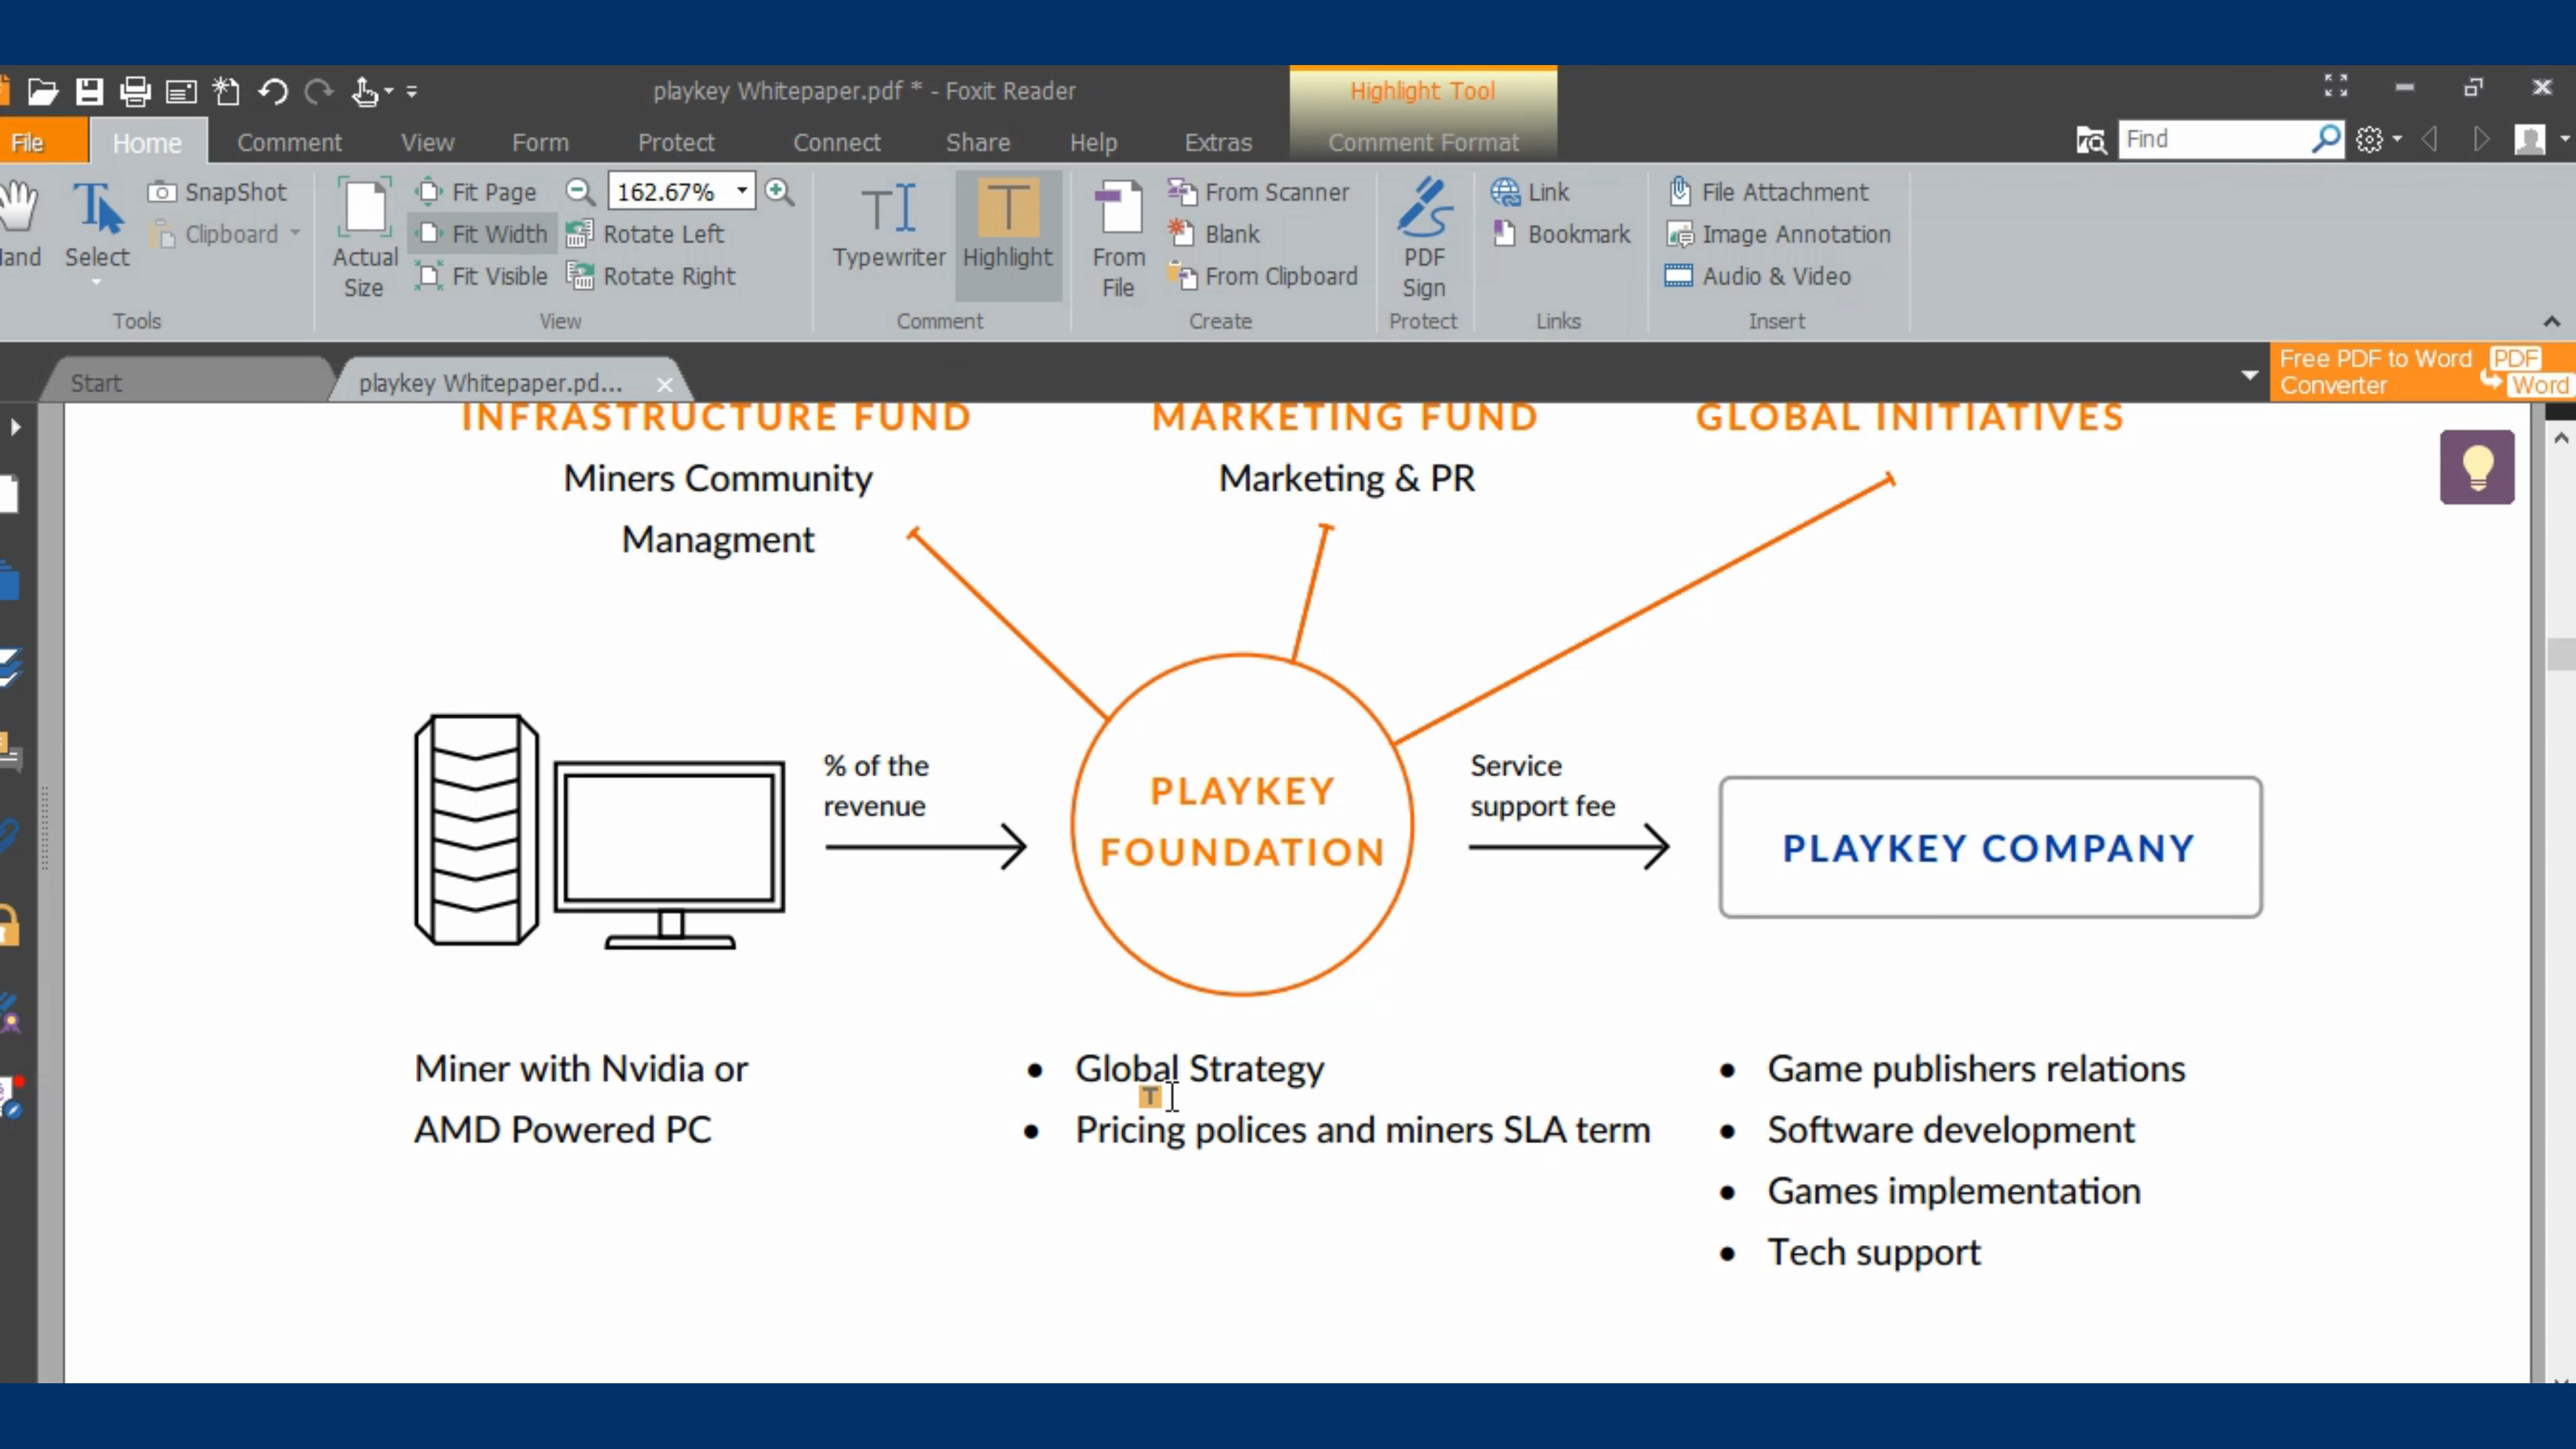 playkey Whitepaper.pdf * - Foxit Reader
Highlight Tool
File
Home
Comment
View
Form
Protect
Connect
Share
Help
Extras
Comment Format
Find
Select
SnapShot
Clipboard
Tools
Actual
Size
Fit Page
Fit Width
Fit Visible
162.67%
Rotate Left
Rotate Right
View
Typewriter
Highlight
Comment
From
File
From Scanner
Blank
From Clipboard
Create
PDF
Sign
Protect
Link
Bookmark
Links
File Attachment
Image Annotation
Audio & Video
Insert
Start
playkey Whitepaper.pd...
Free PDF to Word
Converter
PDF
Word
INFRASTRUCTURE FUND
Miners Community
Managment
MARKETING FUND
Marketing & PR
GLOBAL INITIATIVES
% of the
revenue
PLAYKEY
FOUNDATION
Service
support fee
PLAYKEY COMPANY
Miner with Nvidia or
AMD Powered PC
• Global Strategy
• Pricing polices and miners SLA term
• Game publishers relations
• Software development
• Games implementation
• Tech support